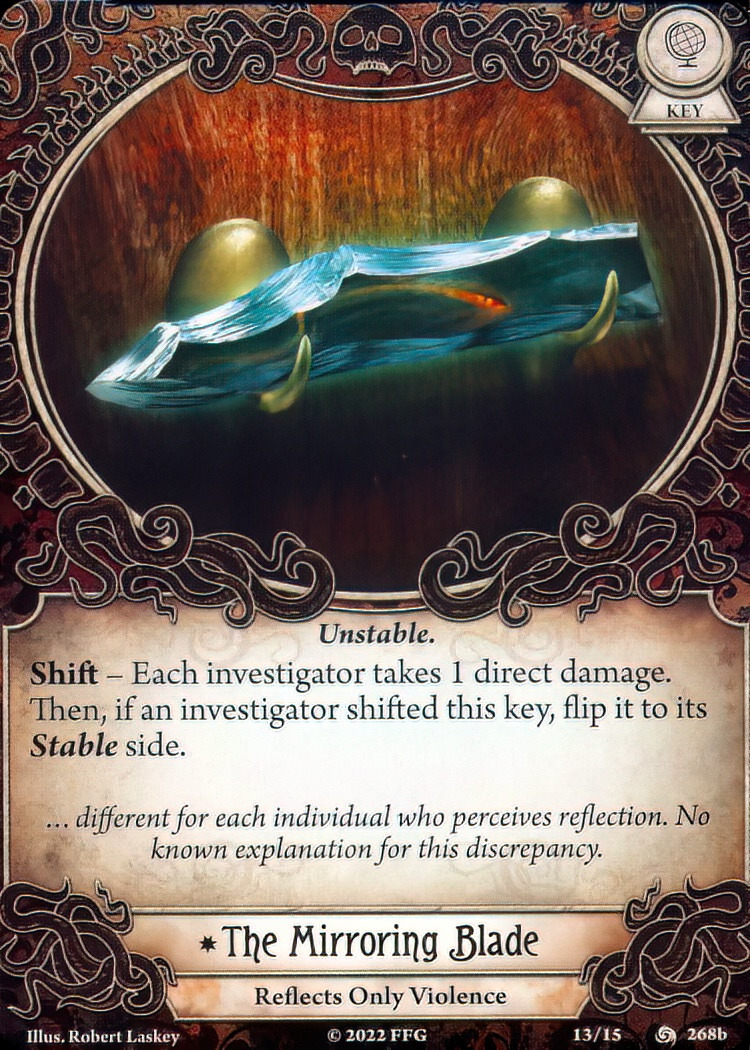 KEY
Unstable.
Shift – Each investigator takes 1 direct damage.
Then, if an investigator shifted this key, flip it to its
Stable side.
... different for each individual who perceives reflection. No
known explanation for this discrepancy.
The Mirroring Blade
Reflects Only Violence
Illus. Robert Laskey
© 2022 FFG
13/15
268b